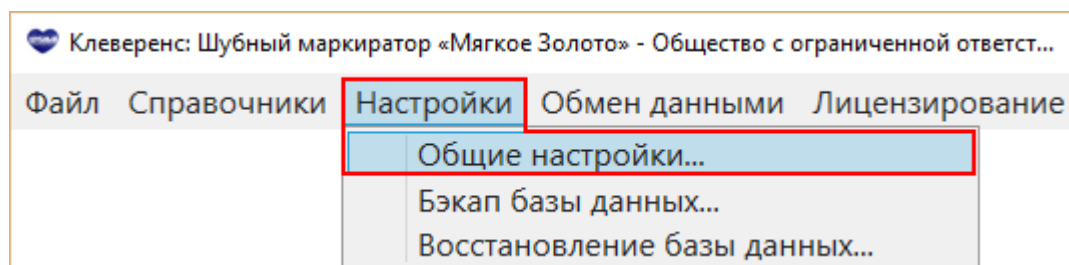 Клеверенс: Шубный маркиратор «Мягкое Золото» - Общество с ограниченной ответст...
Файл Справочники Настройки Обмен данными Лицензирование
Общие настройки...
Бэкап базы данных...
Восстановление базы данных...